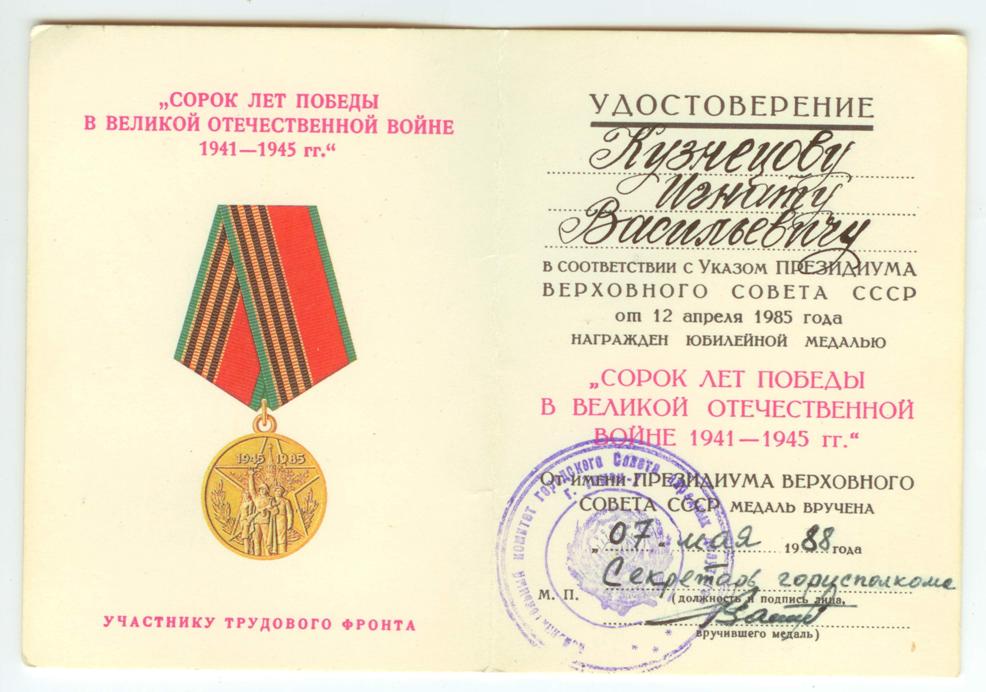 „СОРОК ЛЕТ ПОБЕДЫ
В ВЕЛИКОЙ ОТЕЧЕСТВЕННОЙ ВОЙНЕ
1941—1945 гг.“
1945 1985
УЧАСТНИКУ ТРУДОВОГО ФРОНТА
УДОСТОВЕРЕНИЕ
Кузнецову
Игнату
Васильевичу
В СООТВЕТСТВИИ С УКАЗОМ ПРЕЗИДИУМА
ВЕРХОВНОГО СОВЕТА СССР
от 12 апреля 1985 года
НАГРАЖДЕН ЮБИЛЕЙНОЙ МЕДАЛЬЮ
„СОРОК ЛЕТ ПОБЕДЫ
В ВЕЛИКОЙ ОТЕЧЕСТВЕННОЙ
ВОЙНЕ 1941—1945 гг.“
От имени ПРЕЗИДИУМА ВЕРХОВНОГО
СОВЕТА СССР МЕДАЛЬ ВРУЧЕНА
„07“ мая 1988 года
Секретарь горисполкома
М. П.
(должность и подпись лица,
вручившего медаль)
комитет городского Совета